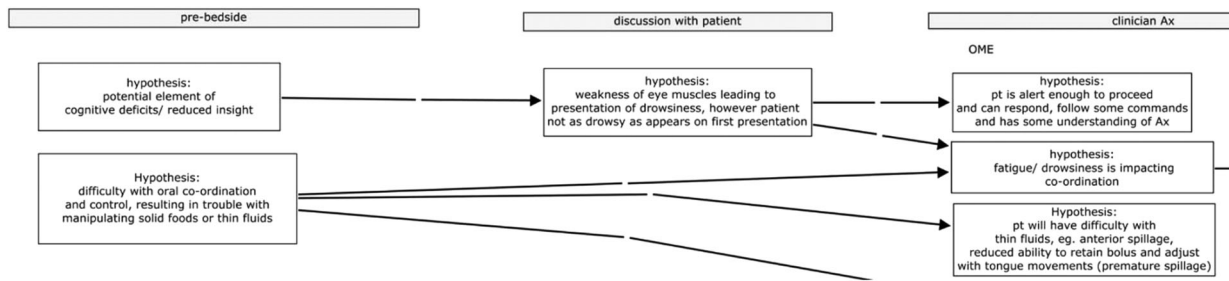 pre-bedside
discussion with patient
clinician Ax
OME
hypothesis:
potential element of
cognitive deficits/ reduced insight
hypothesis:
weakness of eye muscles leading to
presentation of drowsiness, however patient
not as drowsy as appears on first presentation
hypothesis:
pt is alert enough to proceed
and can respond, follow some commands
and has some understanding of Ax
Hypothesis:
difficulty with oral co-ordination
and control, resulting in trouble with
manipulating solid foods or thin fluids
hypothesis:
fatigue/ drowsiness is impacting
co-ordination
Hypothesis:
pt will have difficulty with
thin fluids, eg. anterior spillage,
reduced ability to retain bolus and adjust
with tongue movements (premature spillage)